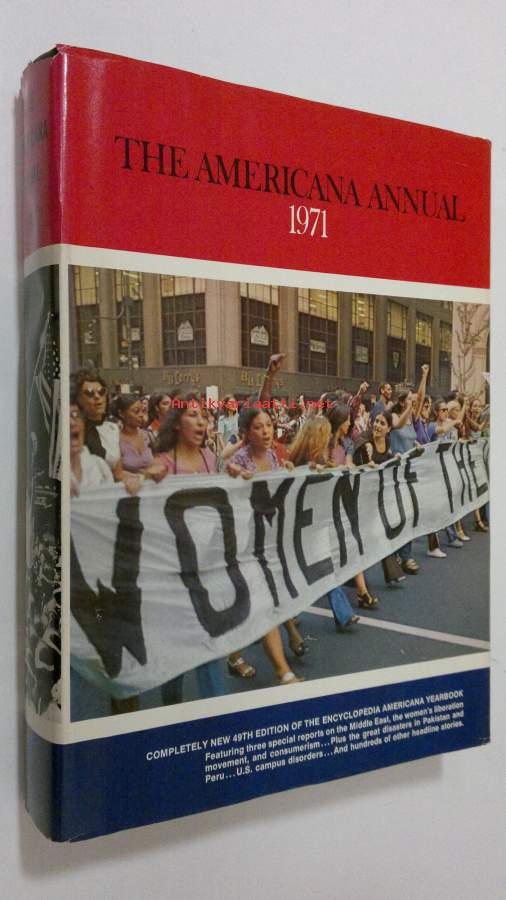 THE AMERICANA ANNUAL
1971
Antikvariaatti.net
WOMEN OF THE
COMPLETELY NEW 49TH EDITION OF THE ENCYCLOPEDIA AMERICANA YEARBOOK
Featuring three special reports on the Middle East, the women's liberation
movement, and consumerism...Plus the great disasters in Pakistan and
Peru...U.S. campus disorders...And hundreds of other headline stories.